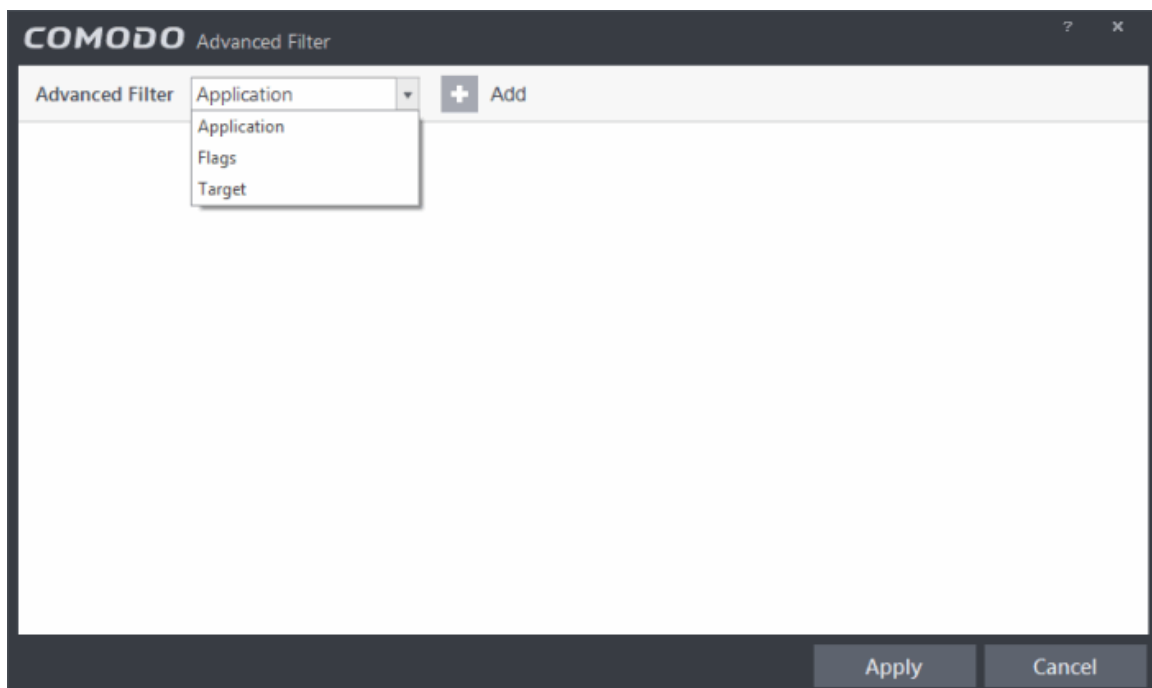 COMODO Advanced Filter ? ×
Advanced Filter Application Add
Application
Flags
Target
Apply Cancel